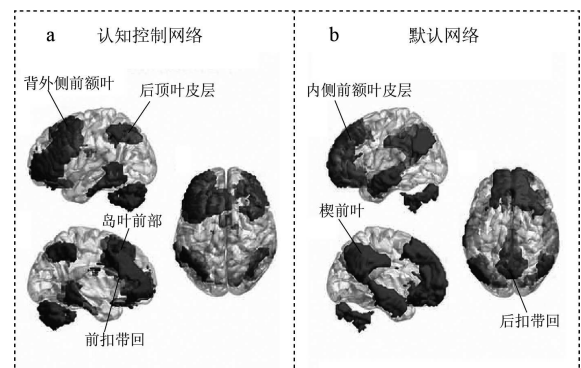 a 认知控制网络
背外侧前额叶
后顶叶皮层
岛叶前部
前扣带回
b 默认网络
内侧前额叶皮层
楔前叶
后扣带回